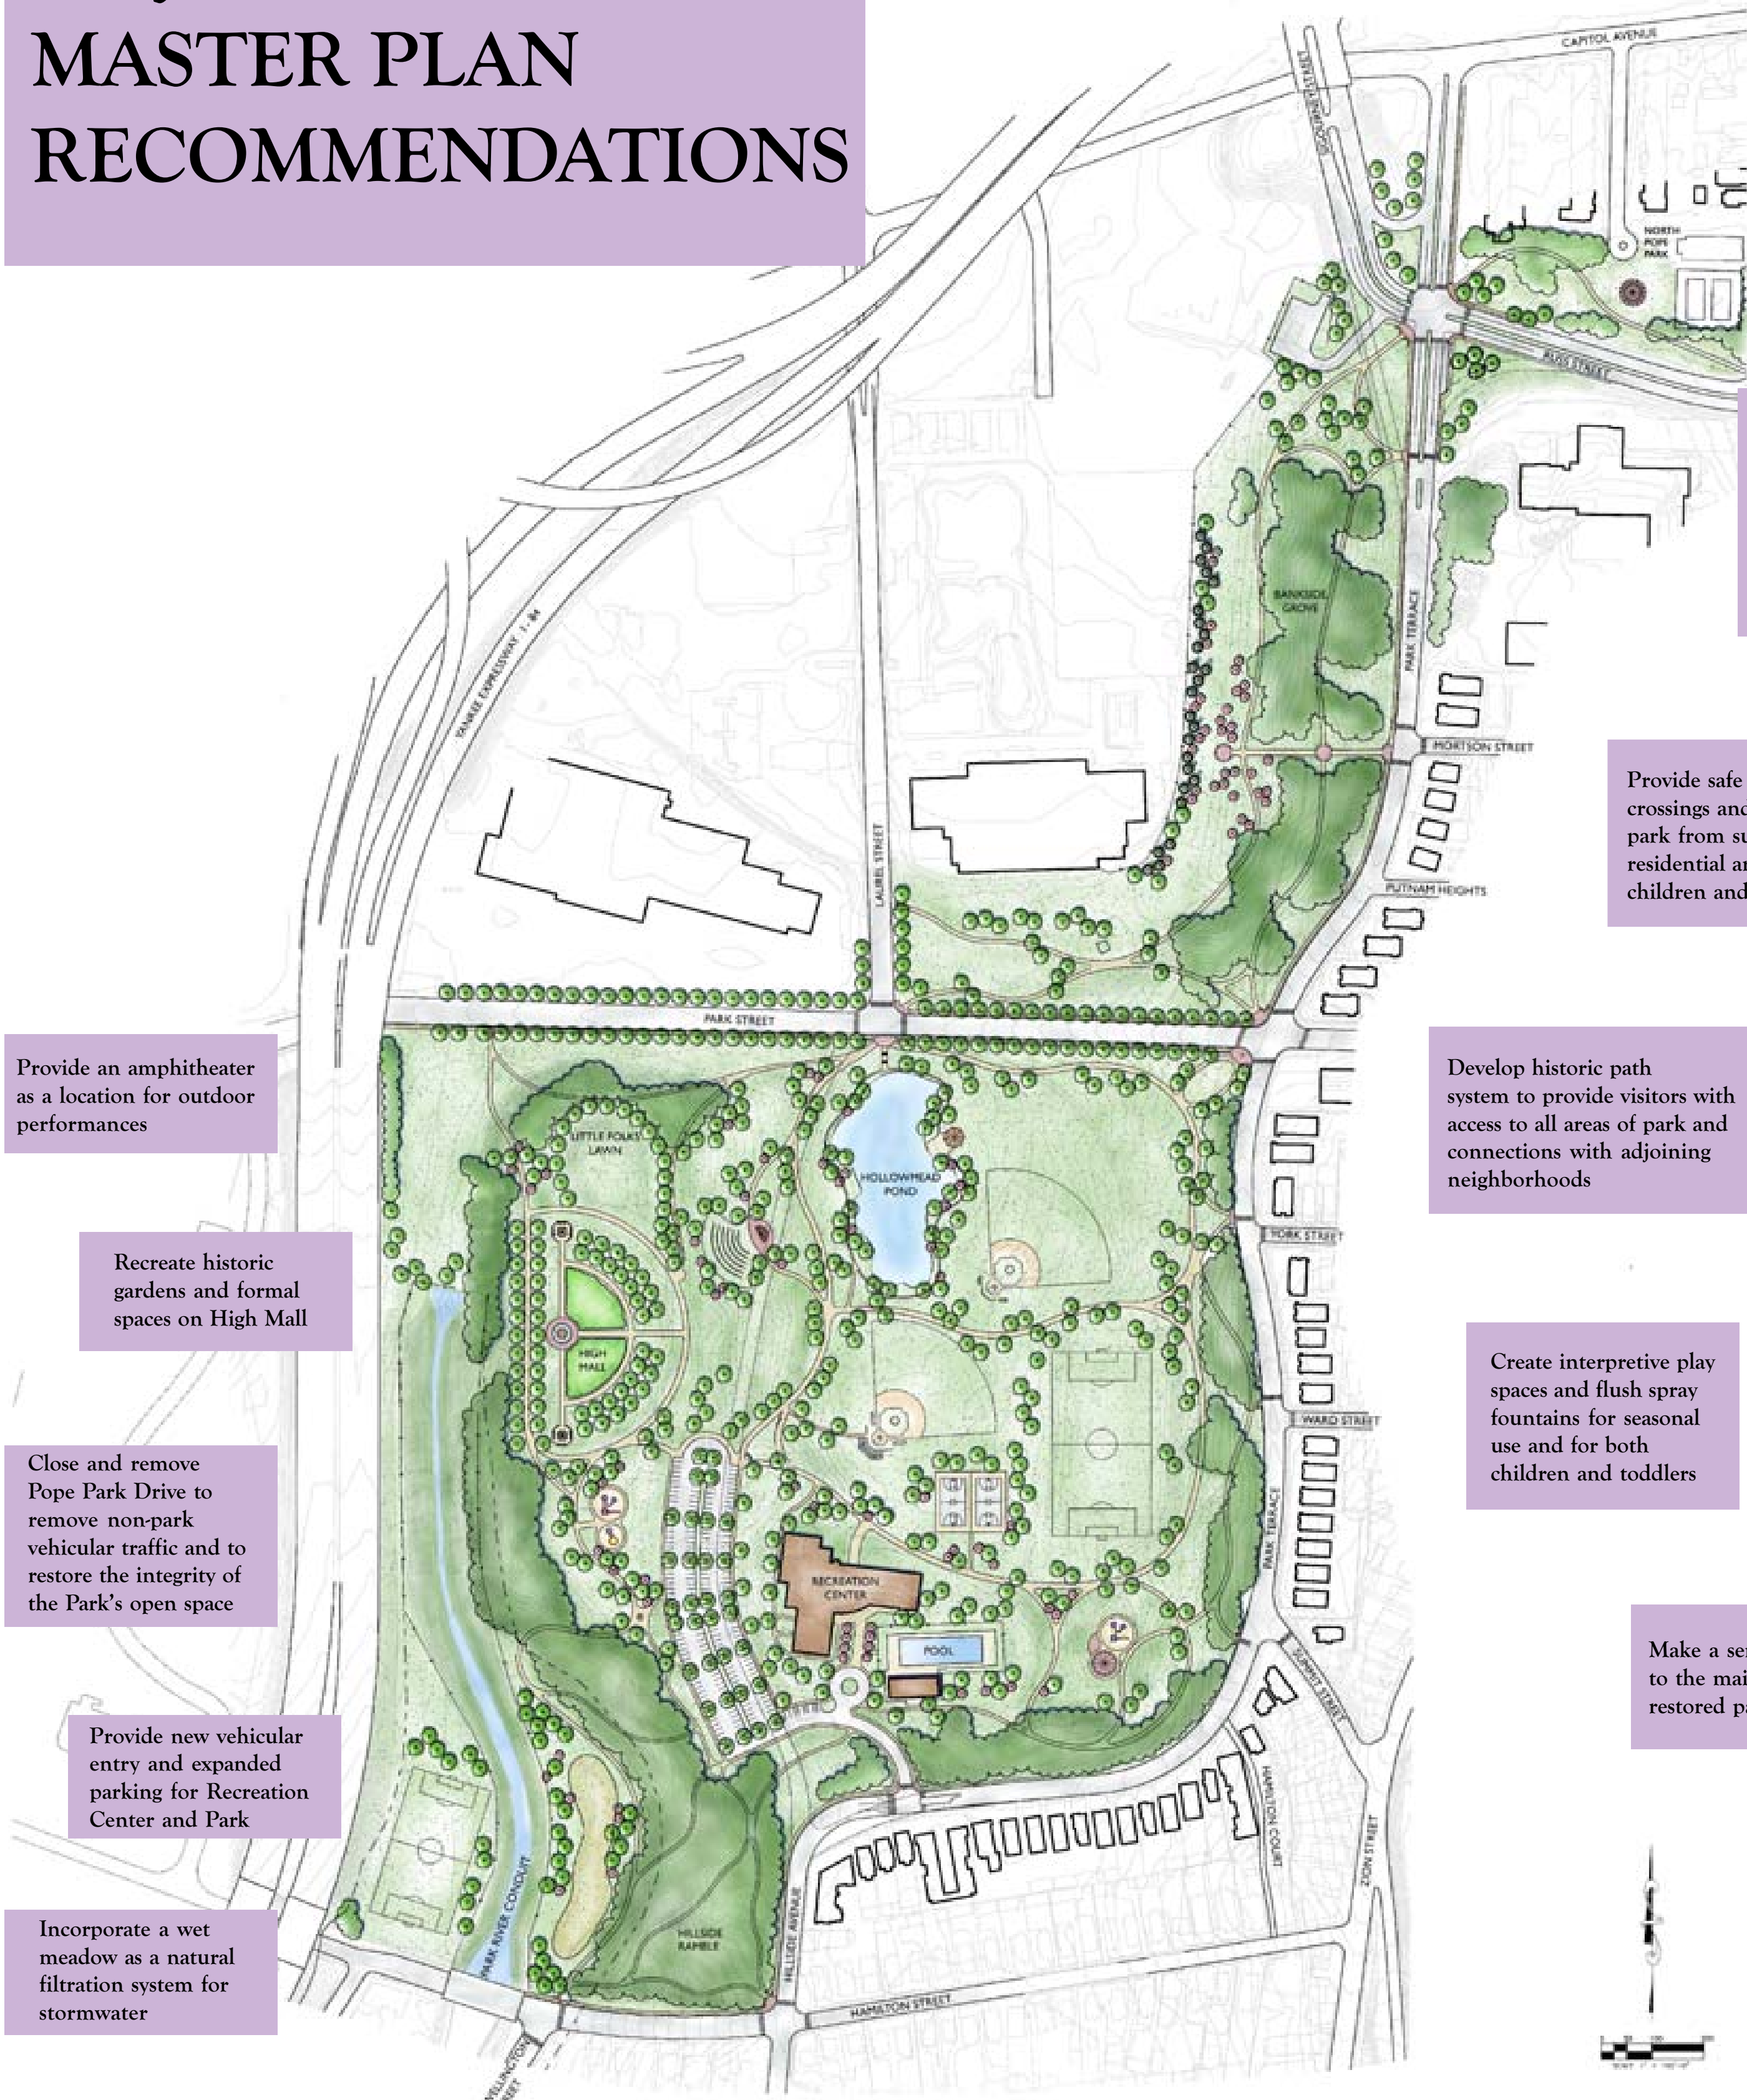 MASTER PLAN
RECOMMENDATIONS
CAPITOL AVENUE
NORTH
POPE
PARK
RUSS STREET
BANKSIDE
GROVE
PARK TERRACE
YANKEE EXPRESSWAY I-84
MORTSON STREET
Provide safe
crossings and
park from su
residential ar
children and
LAUREL STREET
PUTNAM HEIGHTS
PARK STREET
Provide an amphitheater
as a location for outdoor
performances
Develop historic path
system to provide visitors with
access to all areas of park and
connections with adjoining
neighborhoods
LITTLE FOLKS
LAWN
HOLLOWMEAD
POND
YORK STREET
Recreate historic
gardens and formal
spaces on High Mall
HIGH
MALL
Create interpretive play
spaces and flush spray
fountains for seasonal
use and for both
children and toddlers
WARD STREET
Close and remove
Pope Park Drive to
remove non-park
vehicular traffic and to
restore the integrity of
the Park's open space
PARK TERRACE
RECREATION
CENTER
POOL
SUMMIT STREET
Make a ser
to the mai
restored pa
Provide new vehicular
entry and expanded
parking for Recreation
Center and Park
HAMILTON COURT
ZION STREET
PARK RIVER CONDUIT
HILLSIDE
RAMBLE
HILLSIDE AVENUE
Incorporate a wet
meadow as a natural
filtration system for
stormwater
HAMILTON STREET